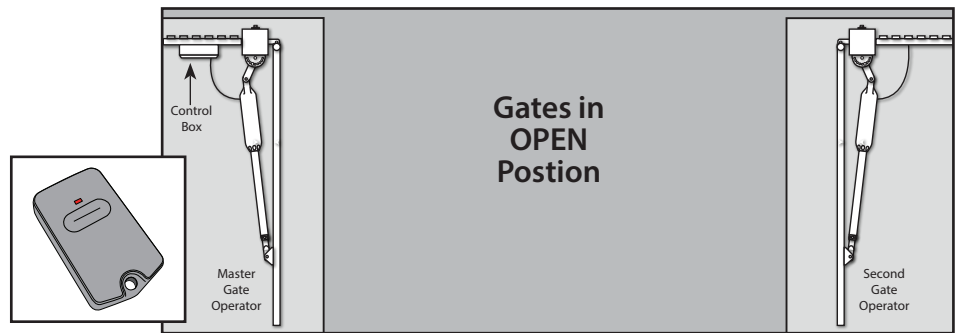 Control
Box
Gates in
OPEN
Postion
Master
Gate
Operator
Second
Gate
Operator